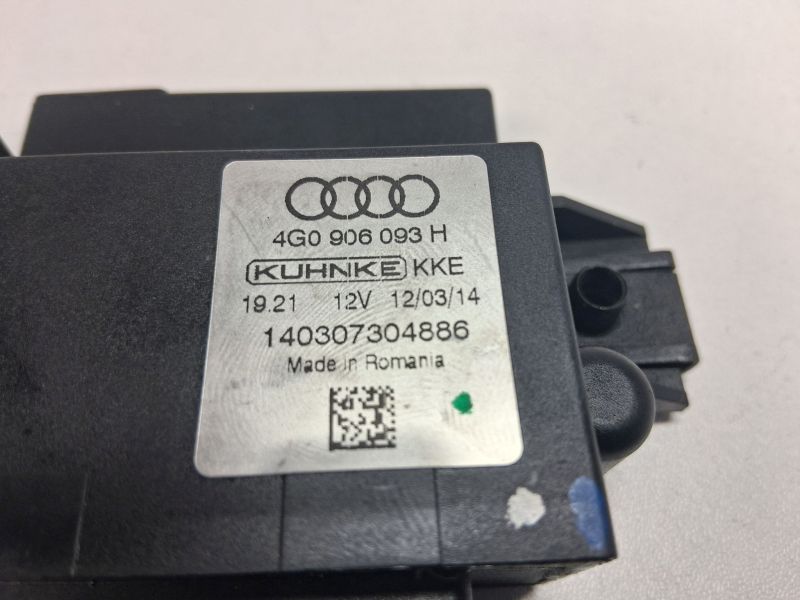 4G0 906 093 H
KUHNKE KKE
19.21 12V 12/03/14
140307304886
Made in Romania